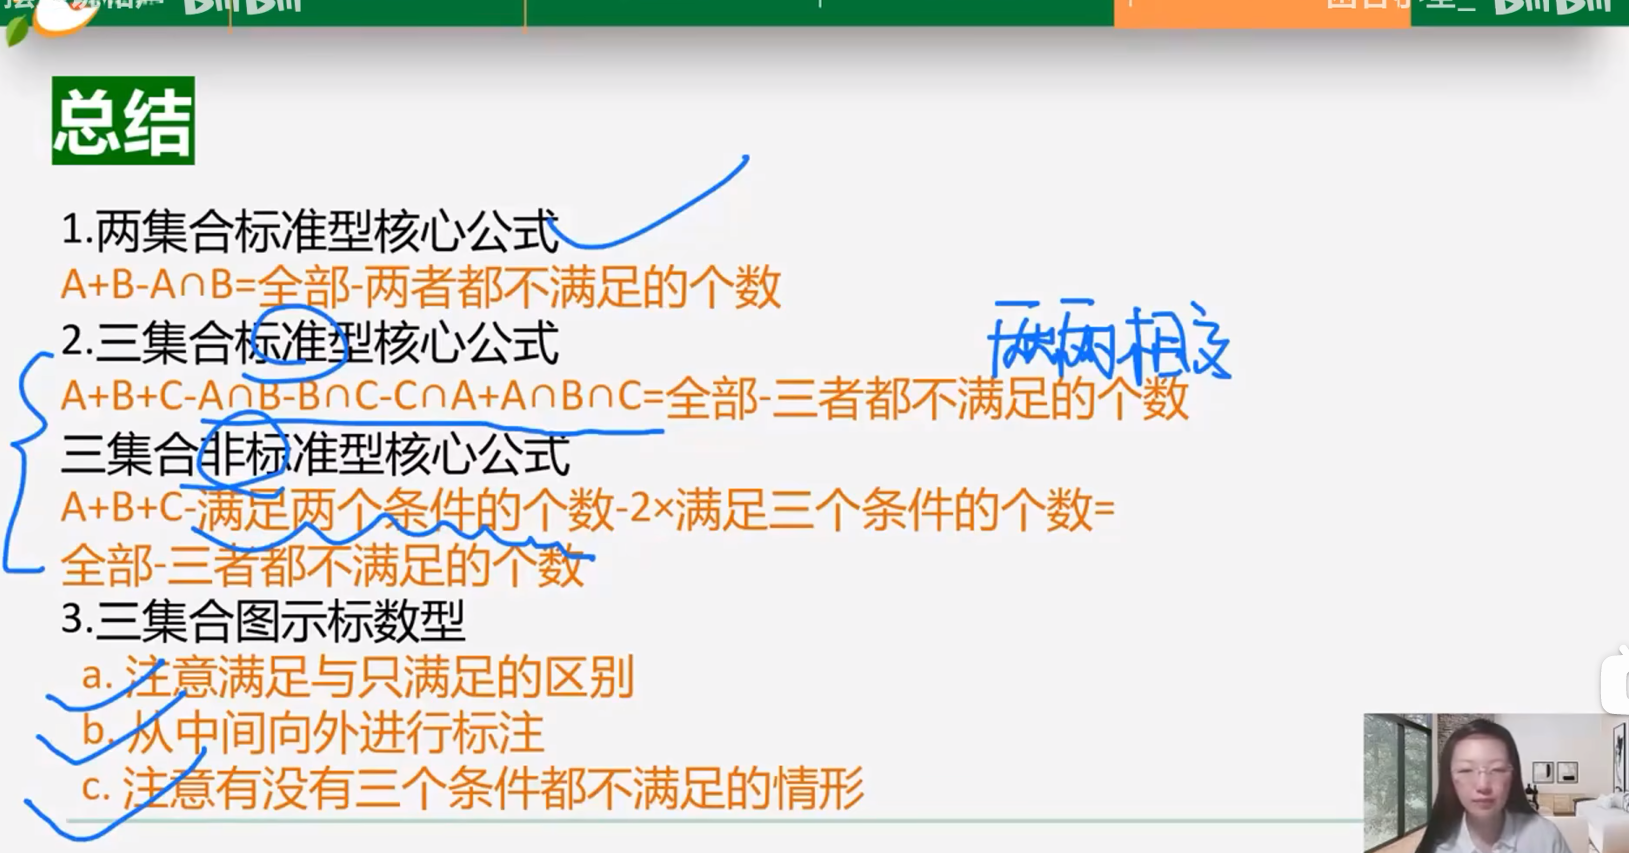 总结
1.两集合标准型核心公式
A+B-A∩B=全部-两者都不满足的个数
2.三集合标准型核心公式
两两相交
A+B+C-A∩B-B∩C-C∩A+A∩B∩C=全部-三者都不满足的个数
三集合非标准型核心公式
A+B+C-满足两个条件的个数-2×满足三个条件的个数=
全部-三者都不满足的个数
3.三集合图示标数型
a. 注意满足与只满足的区别
b. 从中间向外进行标注
c. 注意有没有三个条件都不满足的情形